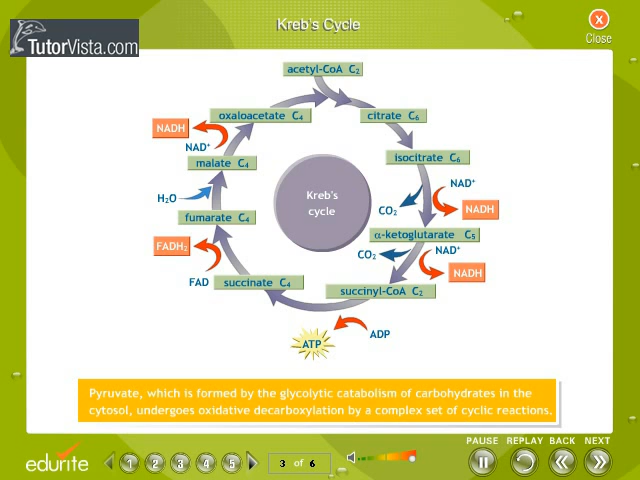 Kreb's Cycle
Close
TutorVista.com
acetyl-CoA C₂
oxaloacetate C₄
citrate C₆
NADH
NAD⁺
isocitrate C₆
malate C₄
NAD⁺
H₂O
Kreb's
cycle
CO₂
NADH
fumarate C₄
α-ketoglutarate C₅
FADH₂
CO₂
NAD⁺
NADH
FAD
succinate C₄
succinyl-CoA C₂
ATP
ADP
Pyruvate, which is formed by the glycolytic catabolism of carbohydrates in the
cytosol, undergoes oxidative decarboxylation by a complex set of cyclic reactions.
PAUSE REPLAY BACK NEXT
edurite
1 2 3 4 5
3 of 6